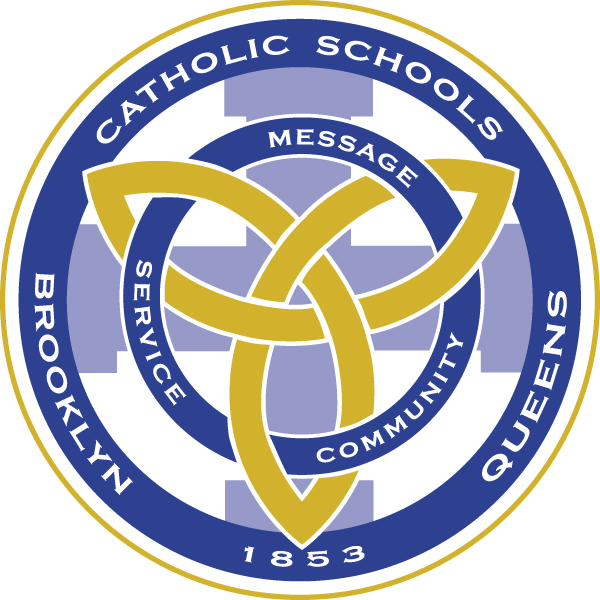 CATHOLIC SCHOOLS
BROOKLYN
QUEENS
1853
MESSAGE
SERVICE
COMMUNITY